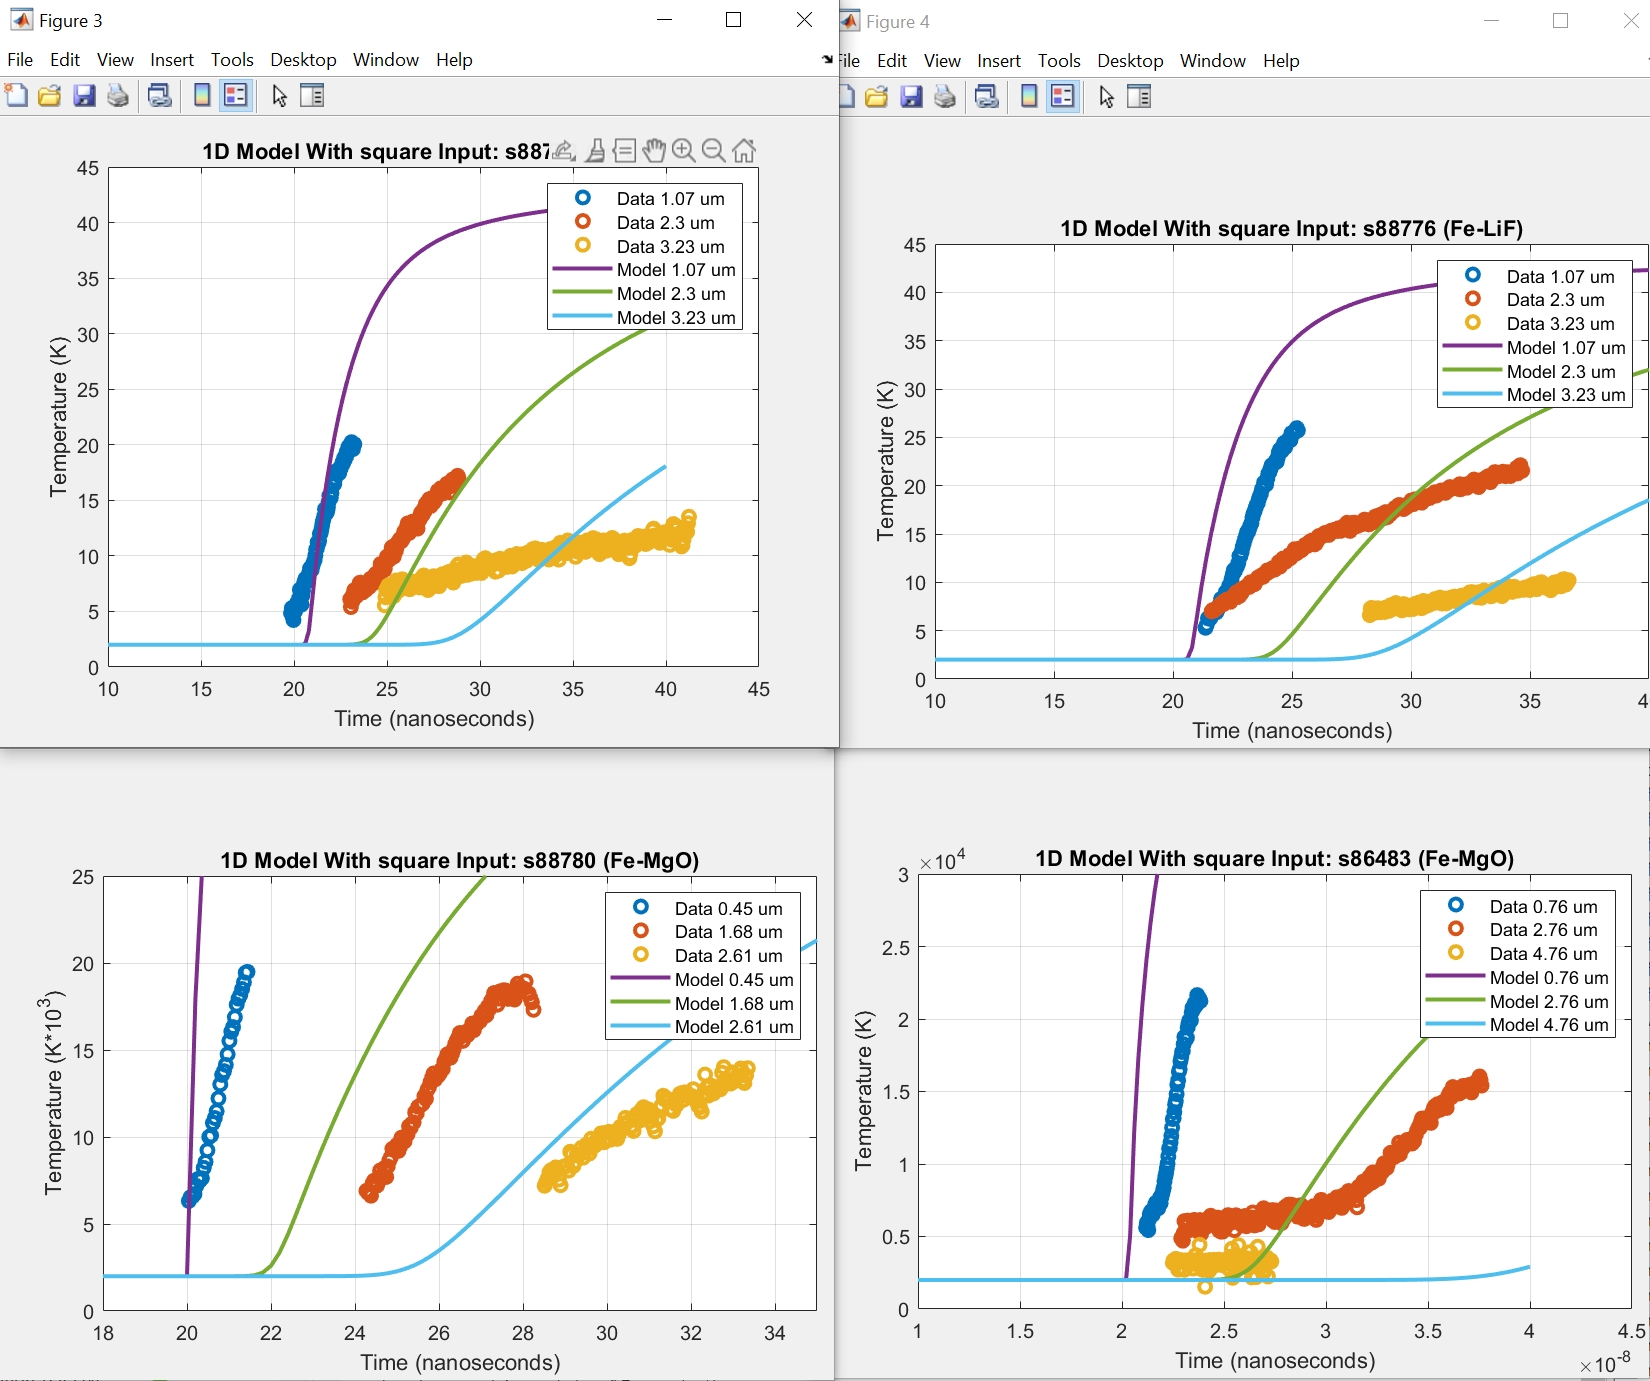 Figure 3
File Edit View Insert Tools Desktop Window Help
1D Model With square Input: s887
45
40
35
30
25
20
15
10
5
0
Temperature (K)
10 15 20 25 30 35 40 45
Time (nanoseconds)
Data 1.07 um
Data 2.3 um
Data 3.23 um
Model 1.07 um
Model 2.3 um
Model 3.23 um
Figure 4
File Edit View Insert Tools Desktop Window Help
1D Model With square Input: s88776 (Fe-LiF)
45
40
35
30
25
20
15
10
5
0
Temperature (K)
10 15 20 25 30 35 4
Time (nanoseconds)
Data 1.07 um
Data 2.3 um
Data 3.23 um
Model 1.07 um
Model 2.3 um
Model 3.23 um
1D Model With square Input: s88780 (Fe-MgO)
25
20
15
10
5
0
Temperature (K*10³)
18 20 22 24 26 28 30 32 34
Time (nanoseconds)
Data 0.45 um
Data 1.68 um
Data 2.61 um
Model 0.45 um
Model 1.68 um
Model 2.61 um
×10⁴
1D Model With square Input: s86483 (Fe-MgO)
3
2.5
2
1.5
1
0.5
0
Temperature (K)
1 1.5 2 2.5 3 3.5 4 4.5
Time (nanoseconds)
×10⁻⁸
Data 0.76 um
Data 2.76 um
Data 4.76 um
Model 0.76 um
Model 2.76 um
Model 4.76 um